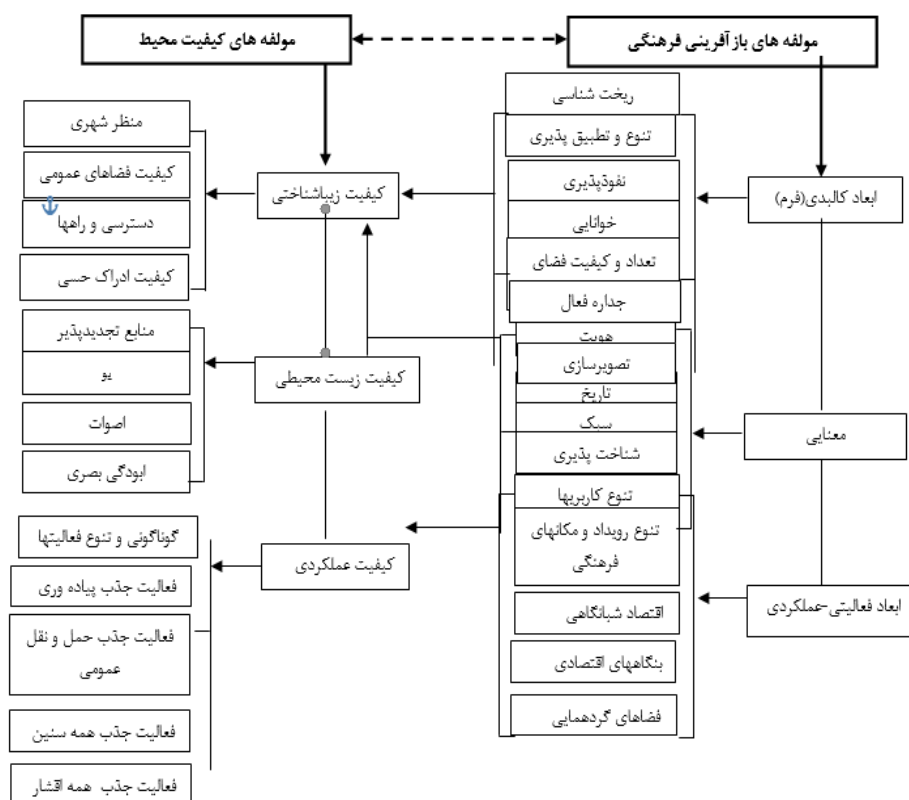 مولفه های باز آفرینی فرهنگی
مولفه های کیفیت محیط
ابعاد کالبدی(فرم)
معنایی
ابعاد فعالیتی-عملکردی
ریخت شناسی
تنوع و تطبیق پذیری
نفوذپذیری
خوانایی
تعداد و کیفیت فضای
جداره فعال
هویت
تصویرسازی
تاریخ
سبک
شناخت پذیری
تنوع کاربریها
تنوع رویداد و مکانهای
فرهنگی
اقتصاد شبانگاهی
بنگاههای اقتصادی
فضاهای گردهمایی
کیفیت زیباشناختی
کیفیت زیست محیطی
کیفیت عملکردی
منظر شهری
کیفیت فضاهای عمومی
دسترسی و راهها
کیفیت ادراک حسی
منابع تجدیدپذیر
یو
اصوات
ابودگی بصری
گوناگونی و تنوع فعالیتها
فعالیت جذب پیاده وری
فعالیت جذب حمل و نقل
عمومی
فعالیت جذب همه سنین
فعالیت جذب همه اقشار